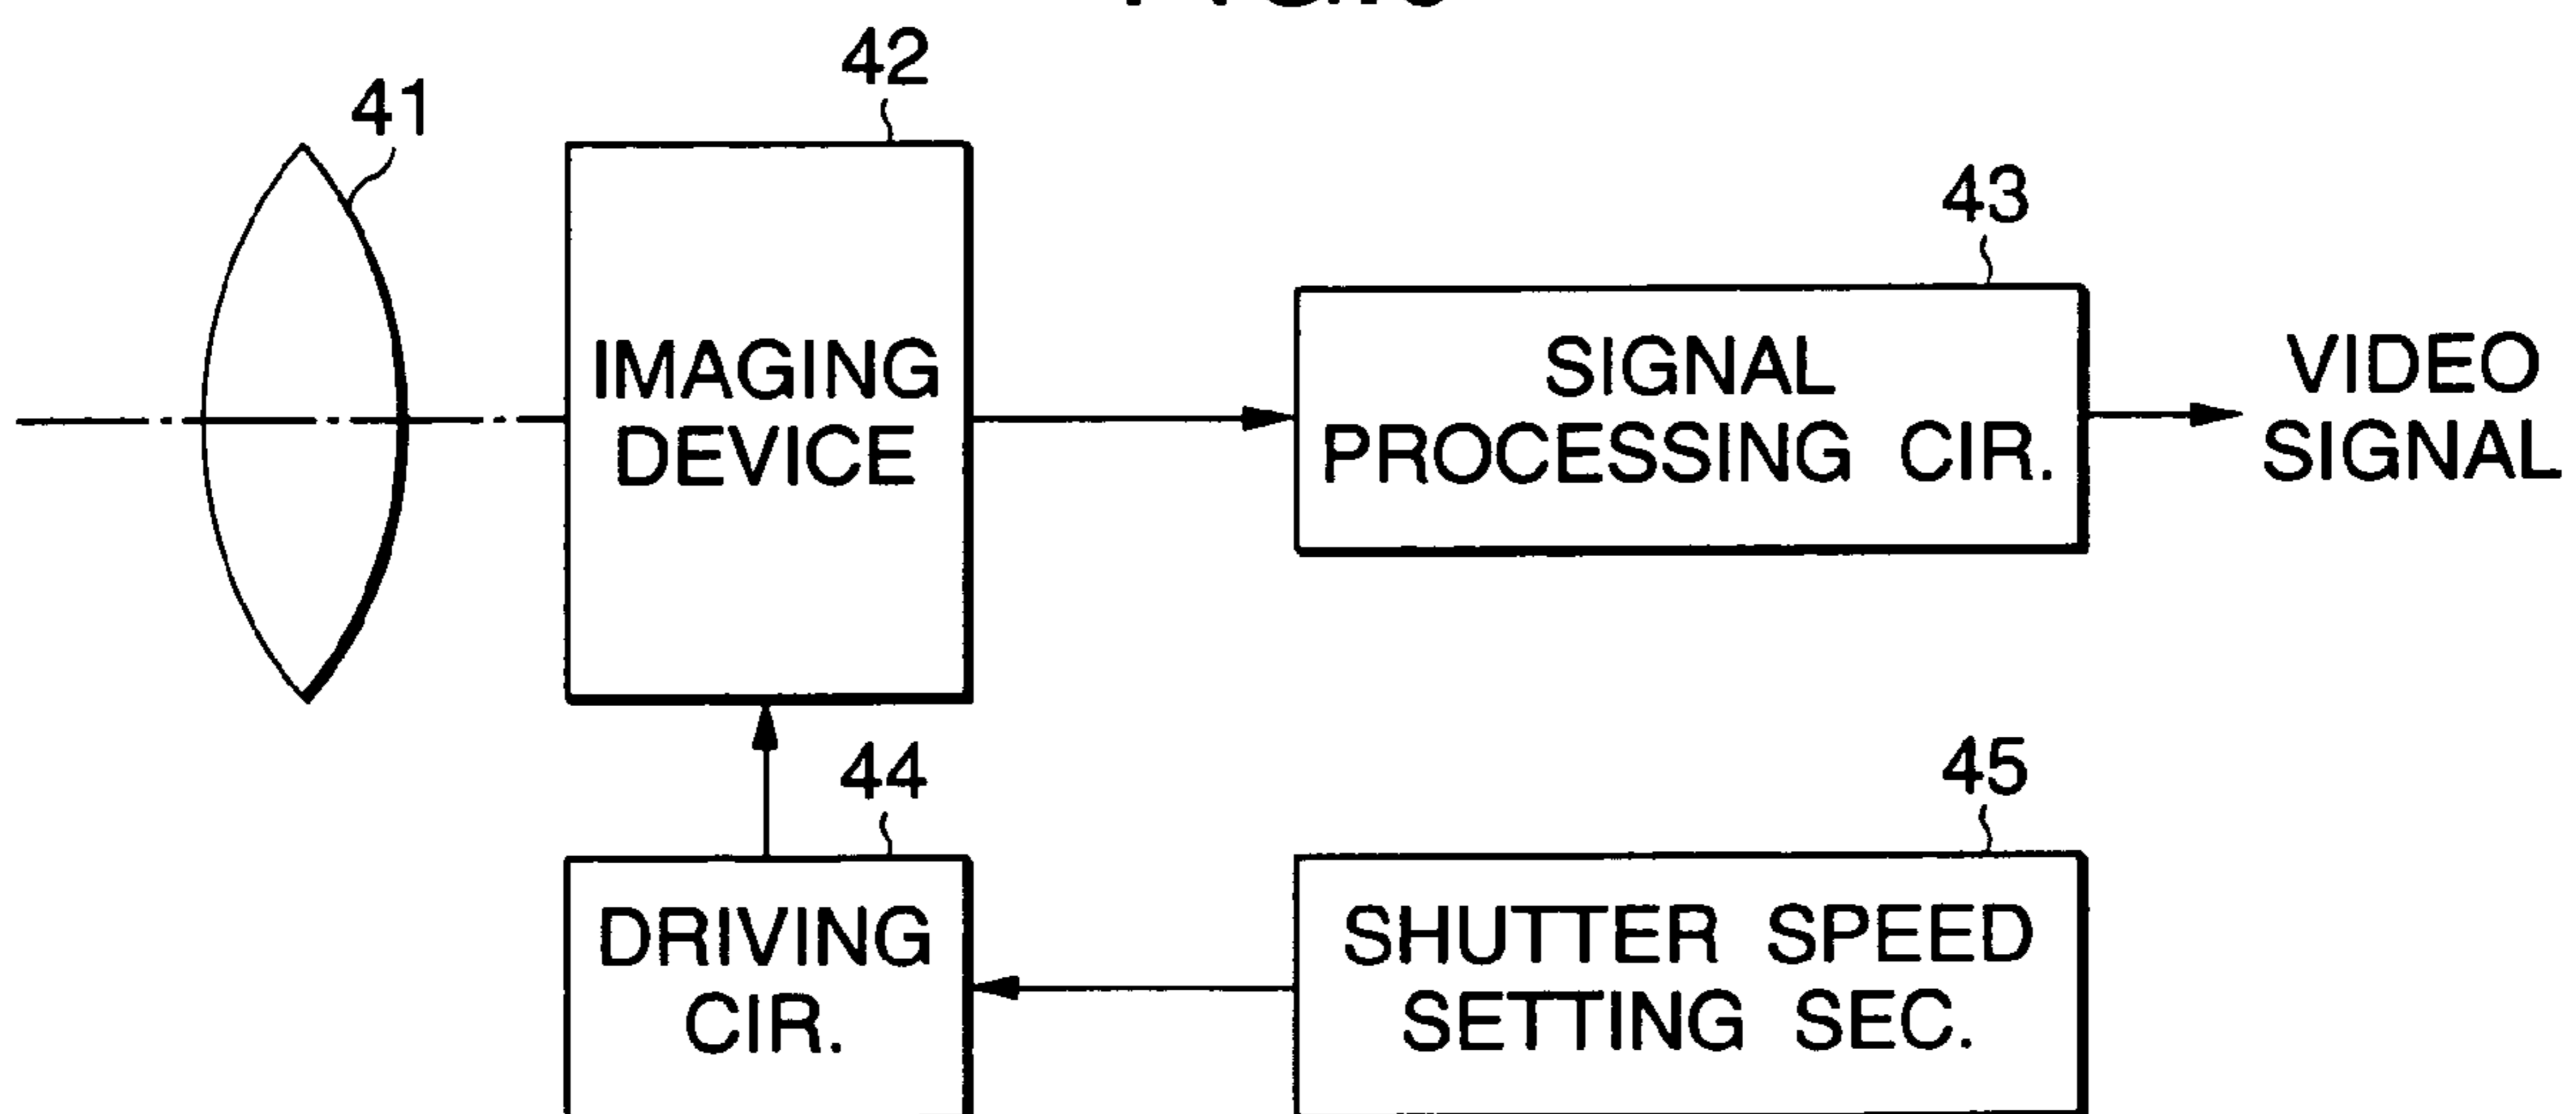 42
41
43
IMAGING
DEVICE
SIGNAL
PROCESSING CIR.
VIDEO
SIGNAL
44
45
DRIVING
CIR.
SHUTTER SPEED
SETTING SEC.